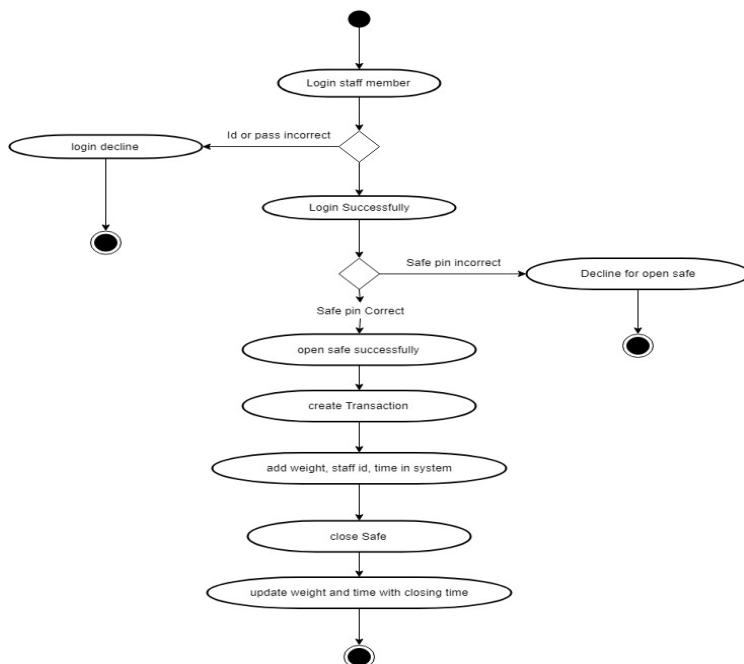 Login staff member
Id or pass incorrect
login decline
Login Successfully
Safe pin incorrect
Decline for open safe
Safe pin Correct
open safe successfully
create Transaction
add weight, staff id, time in system
close Safe
update weight and time with closing time